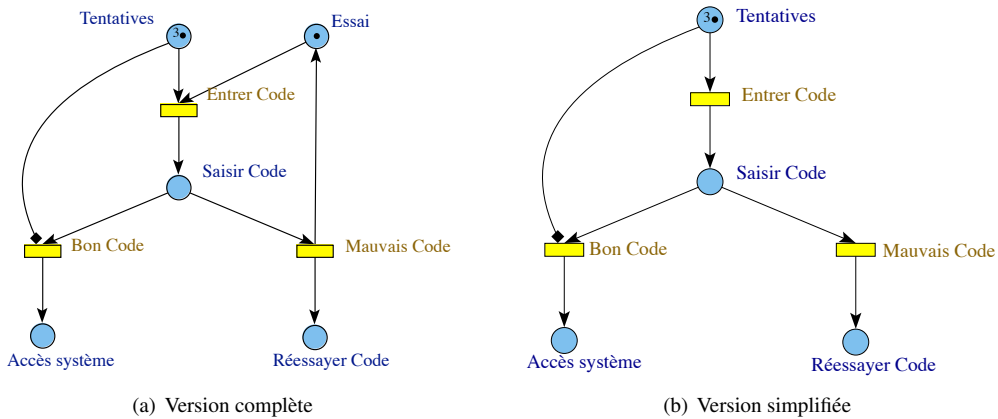 Tentatives
Essai
3
Entrer Code
Saisir Code
Bon Code
Mauvais Code
Accès système
Réessayer Code
(a) Version complète
Tentatives
3
Entrer Code
Saisir Code
Bon Code
Mauvais Code
Accès système
Réessayer Code
(b) Version simplifiée